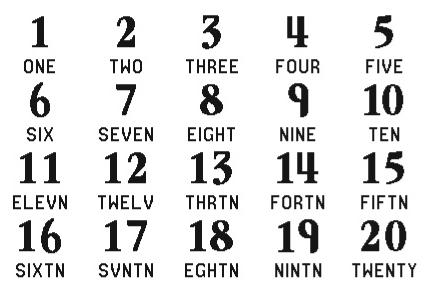 1 2 3 4 5
ONE TWO THREE FOUR FIVE
6 7 8 9 10
SIX SEVEN EIGHT NINE TEN
11 12 13 14 15
ELEVN TWELV THRTN FORTN FIFTN
16 17 18 19 20
SIXTN SVNTN EGHTN NINTN TWENTY